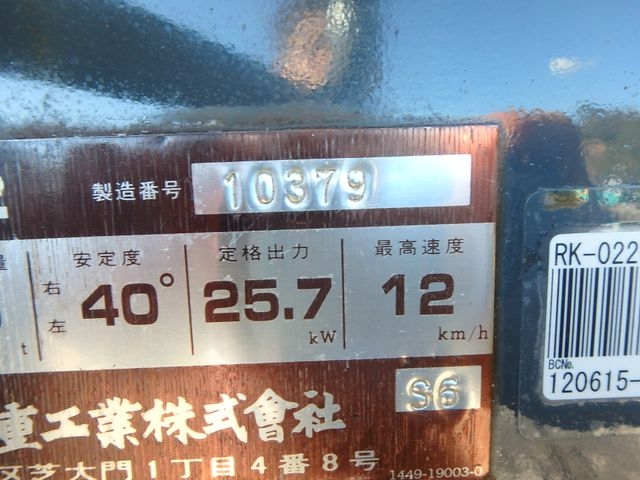 製造番号 10379
安定度 定格出力 最高速度
右 左 40° 25.7 12
t kW km/h
重工業株式會社 S6
区芝大門1丁目4番8号 1449-19003-0
RK-022
BCNo.
120615-